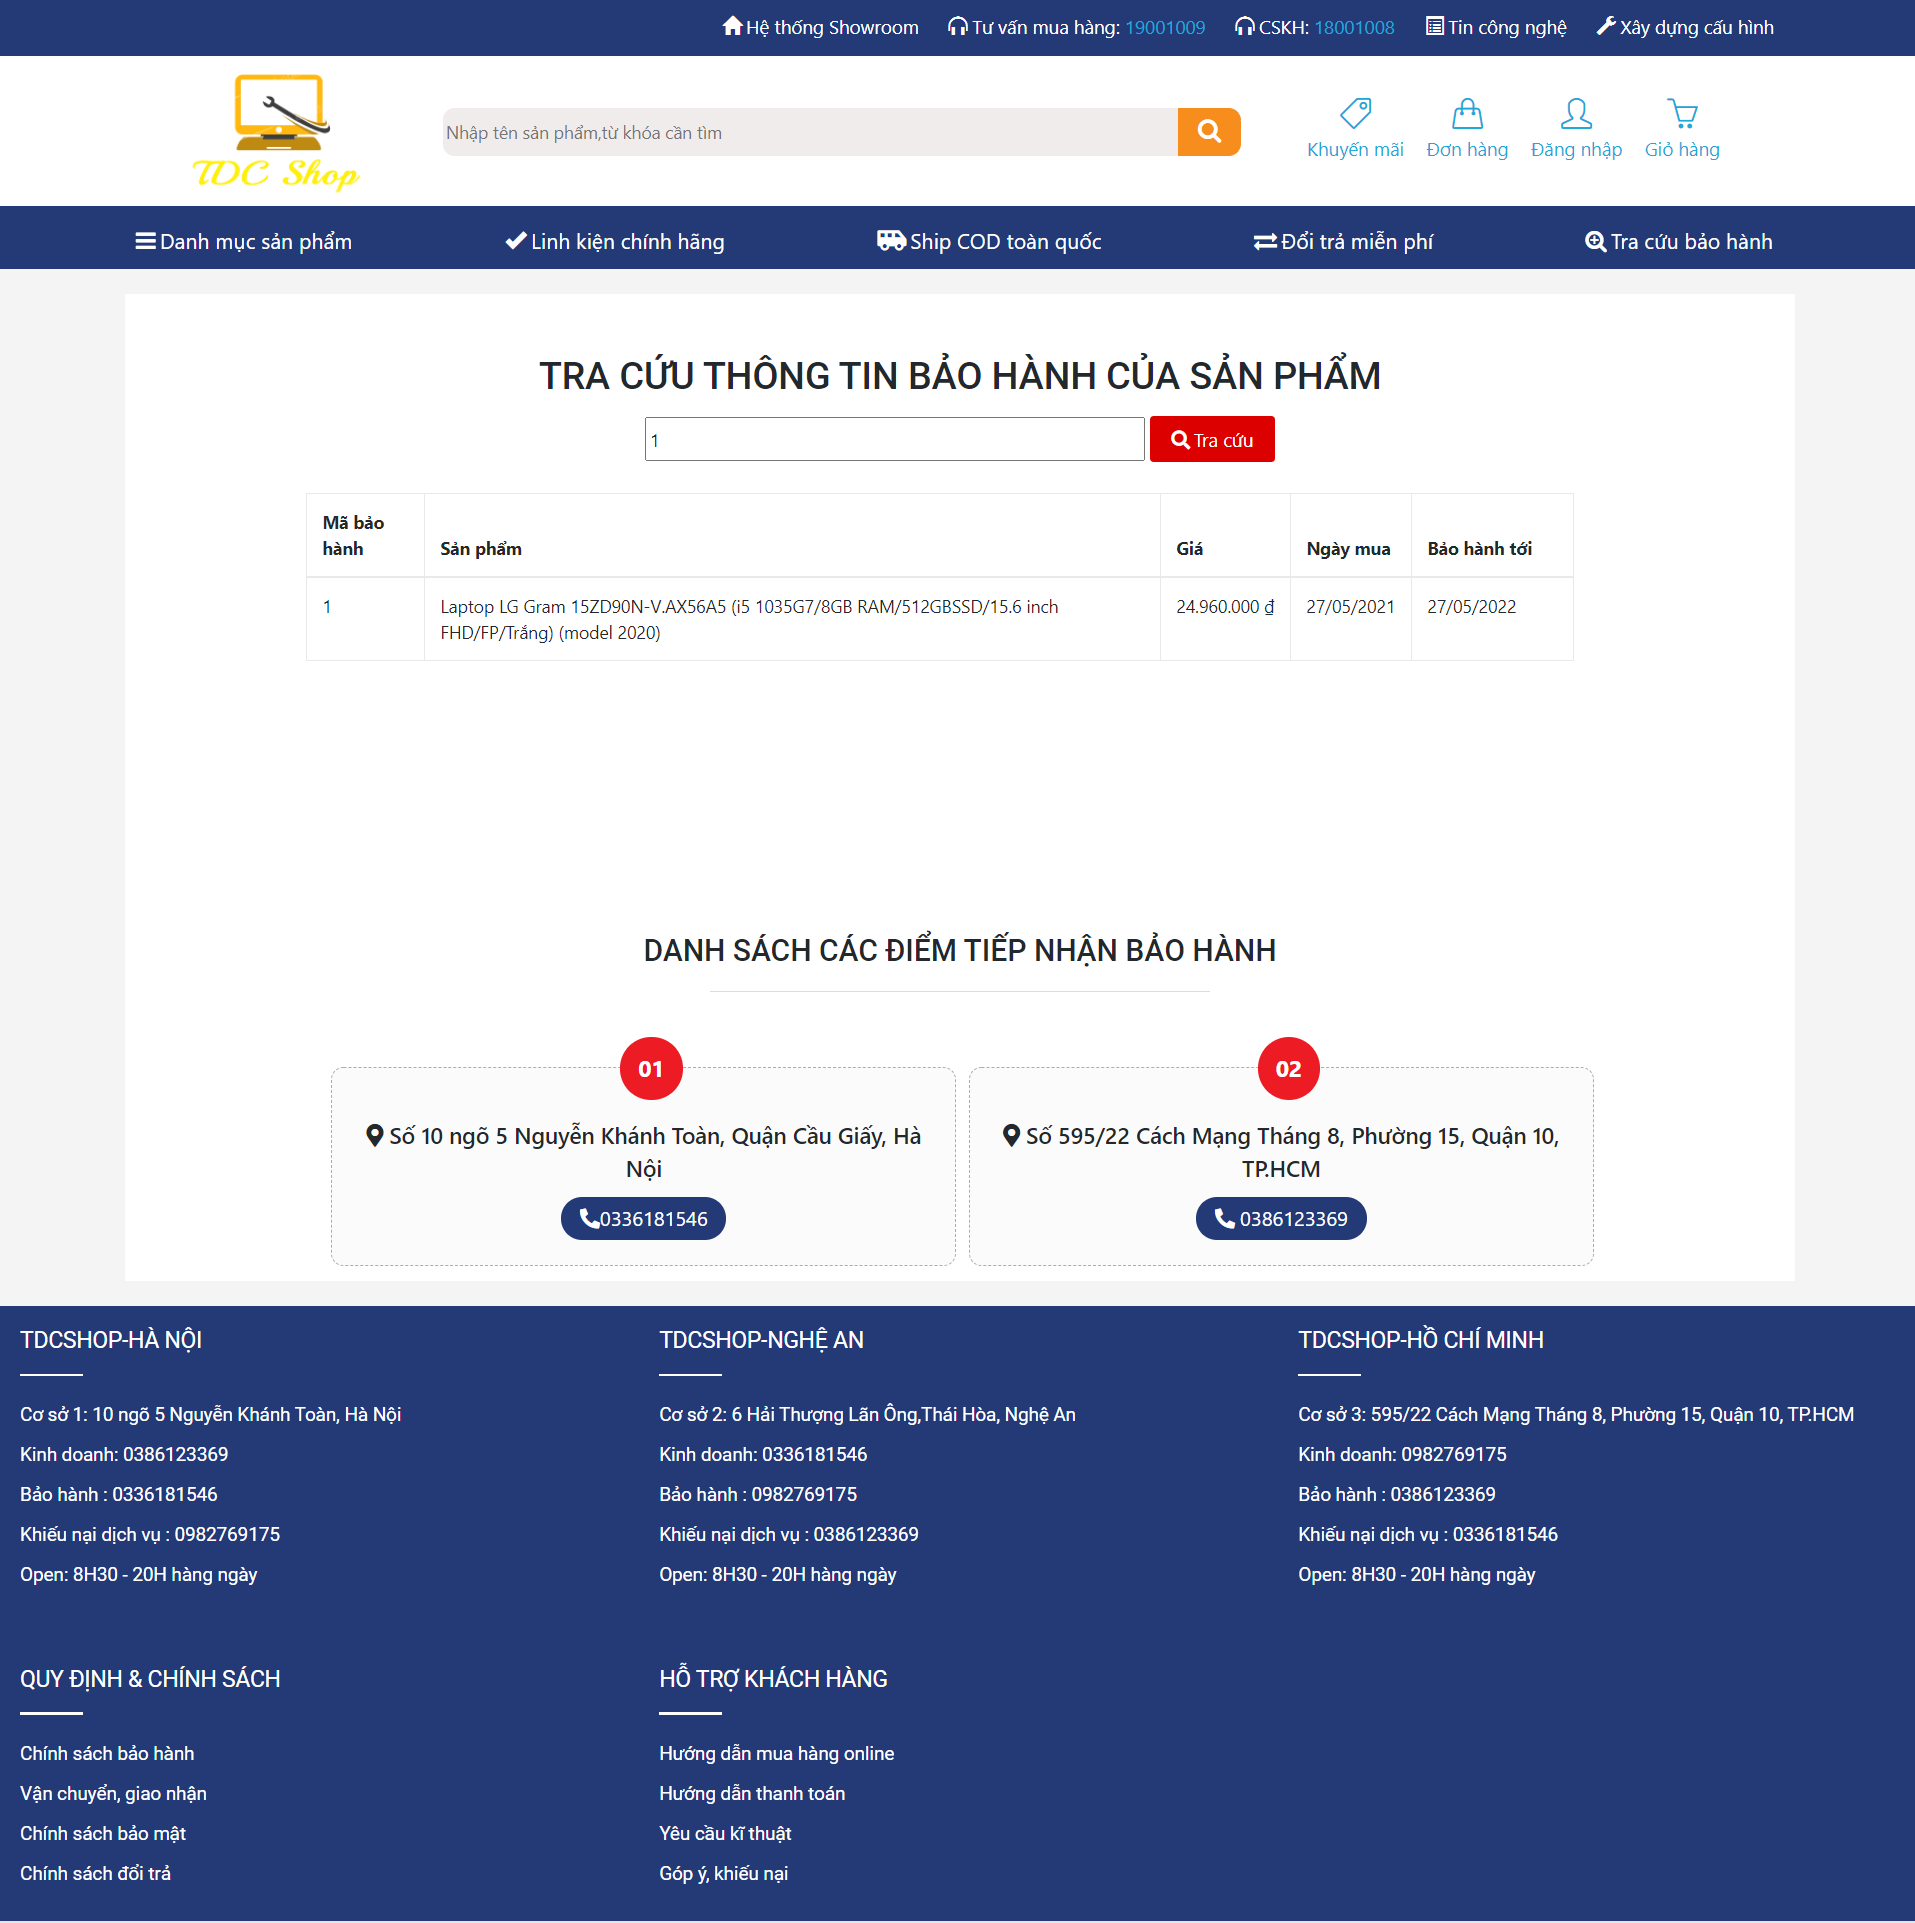 Hệ thống Showroom Tư vấn mua hàng: 19001009 CSKH: 18001008 Tin công nghệ Xây dựng cấu hình
TDC Shop
Nhập tên sản phẩm,từ khóa cần tìm
Khuyến mãi Đơn hàng Đăng nhập Giỏ hàng
Danh mục sản phẩm Linh kiện chính hãng Ship COD toàn quốc Đổi trả miễn phí Tra cứu bảo hành
TRA CỨU THÔNG TIN BẢO HÀNH CỦA SẢN PHẨM
1 Tra cứu
Mã bảo hành Sản phẩm Giá Ngày mua Bảo hành tới
1 Laptop LG Gram 15ZD90N-V.AX56A5 (i5 1035G7/8GB RAM/512GBSSD/15.6 inch FHD/FP/Trắng) (model 2020) 24.960.000 ₫ 27/05/2021 27/05/2022
DANH SÁCH CÁC ĐIỂM TIẾP NHẬN BẢO HÀNH
01
Số 10 ngõ 5 Nguyễn Khánh Toàn, Quận Cầu Giấy, Hà
Nội
0336181546
02
Số 595/22 Cách Mạng Tháng 8, Phường 15, Quận 10,
TP.HCM
0386123369
TDCSHOP-HÀ NỘI
Cơ sở 1: 10 ngõ 5 Nguyễn Khánh Toàn, Hà Nội
Kinh doanh: 0386123369
Bảo hành : 0336181546
Khiếu nại dịch vụ : 0982769175
Open: 8H30 - 20H hàng ngày
TDCSHOP-NGHỆ AN
Cơ sở 2: 6 Hải Thượng Lãn Ông,Thái Hòa, Nghệ An
Kinh doanh: 0336181546
Bảo hành : 0982769175
Khiếu nại dịch vụ : 0386123369
Open: 8H30 - 20H hàng ngày
TDCSHOP-HỒ CHÍ MINH
Cơ sở 3: 595/22 Cách Mạng Tháng 8, Phường 15, Quận 10, TP.HCM
Kinh doanh: 0982769175
Bảo hành : 0386123369
Khiếu nại dịch vụ : 0336181546
Open: 8H30 - 20H hàng ngày
QUY ĐỊNH & CHÍNH SÁCH
Chính sách bảo hành
Vận chuyển, giao nhận
Chính sách bảo mật
Chính sách đổi trả
HỖ TRỢ KHÁCH HÀNG
Hướng dẫn mua hàng online
Hướng dẫn thanh toán
Yêu cầu kĩ thuật
Góp ý, khiếu nại